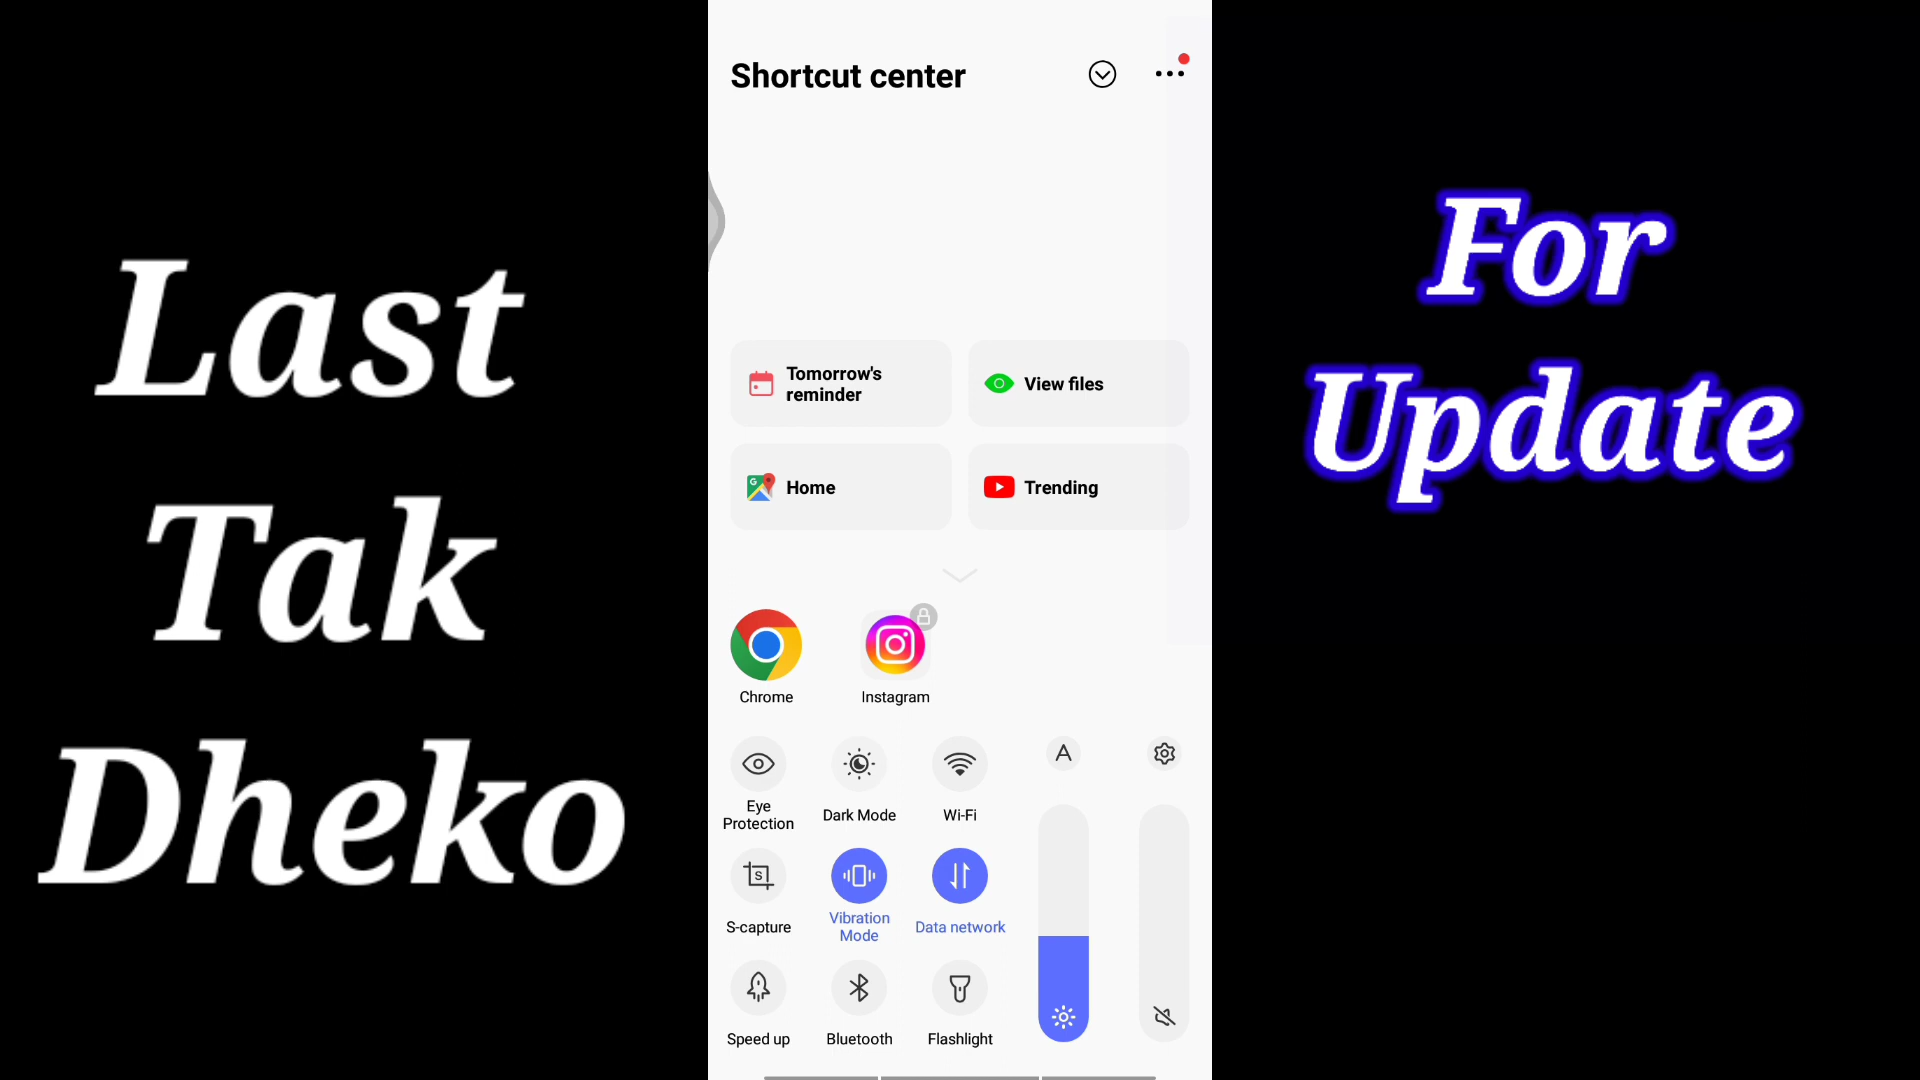 Last
Tak
Dheko
Shortcut center
Tomorrow's
reminder
View files
Home
Trending
Chrome
Instagram
Eye
Protection
Dark Mode
Wi-Fi
A
S-capture
Vibration
Mode
Data network
Speed up
Bluetooth
Flashlight
For
Update